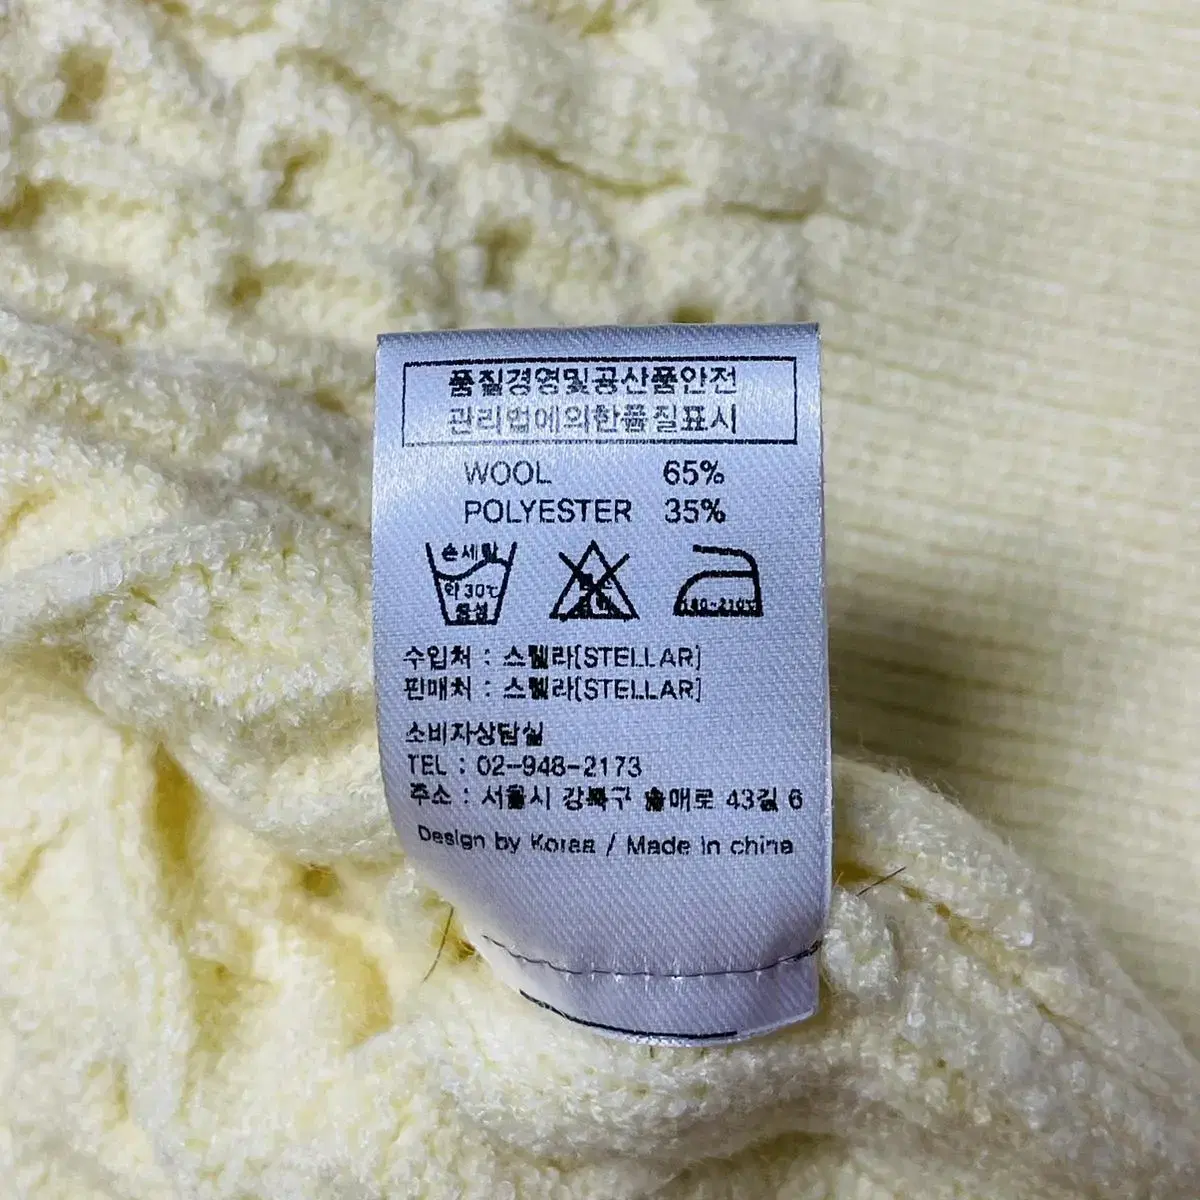 품질경영및공산품안전
관리법에의한품질표시
WOOL 65%
POLYESTER 35%
손세탁
약 30℃
중성
180~210℃
수입처 : 스텔라[STELLAR]
판매처 : 스텔라[STELLAR]
소비자상담실
TEL : 02-948-2173
주소 : 서울시 강북구 솔매로 43길 6
Design by Korea / Made in china